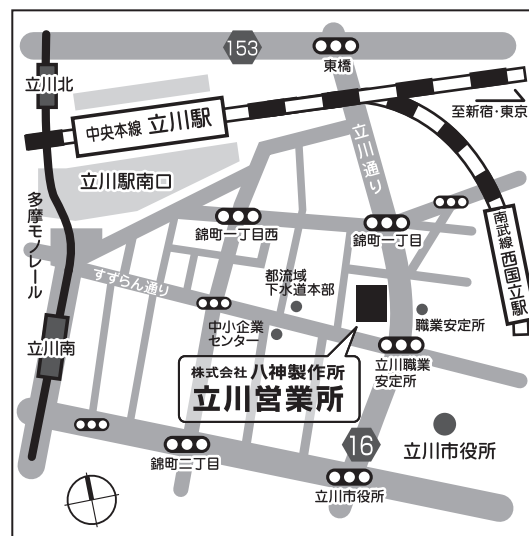 153
東橋
立川北
中央本線 立川駅
至新宿・東京
立川通り
立川駅南口
多摩モノレール
南武線 西国立駅
錦町一丁目西
錦町一丁目
すずらん通り
都流域
下水道本部
中小企業
センター
職業安定所
立川南
立川職業
安定所
株式会社 八神製作所
立川営業所
16
立川市役所
錦町二丁目
立川市役所